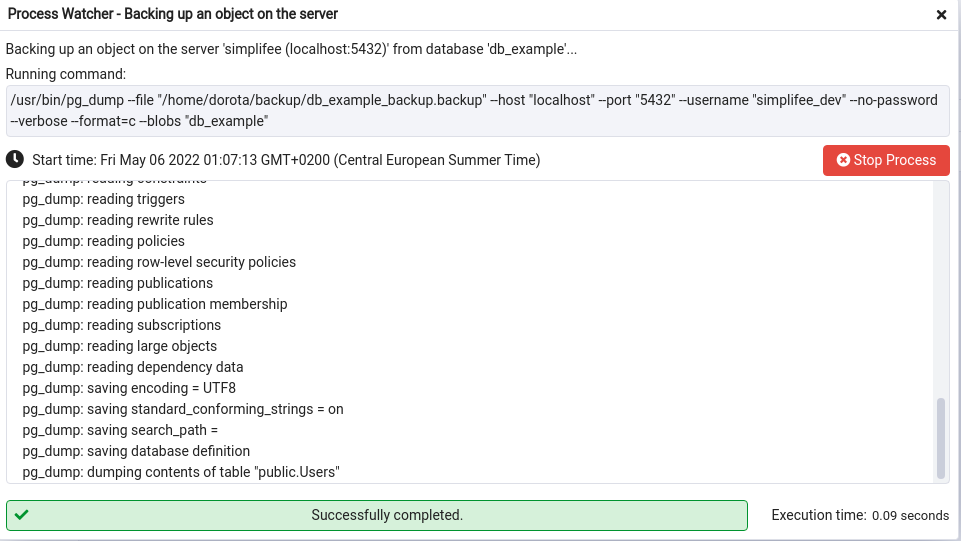 Process Watcher - Backing up an object on the server
Backing up an object on the server 'simplifee (localhost:5432)' from database 'db_example'...
Running command:
/usr/bin/pg_dump --file "/home/dorota/backup/db_example_backup.backup" --host "localhost" --port "5432" --username "simplifee_dev" --no-password
--verbose --format=c --blobs "db_example"
Start time: Fri May 06 2022 01:07:13 GMT+0200 (Central European Summer Time)
Stop Process
pg_dump: reading constraints
pg_dump: reading triggers
pg_dump: reading rewrite rules
pg_dump: reading policies
pg_dump: reading row-level security policies
pg_dump: reading publications
pg_dump: reading publication membership
pg_dump: reading subscriptions
pg_dump: reading large objects
pg_dump: reading dependency data
pg_dump: saving encoding = UTF8
pg_dump: saving standard_conforming_strings = on
pg_dump: saving search_path =
pg_dump: saving database definition
pg_dump: dumping contents of table "public.Users"
Successfully completed.
Execution time: 0.09 seconds